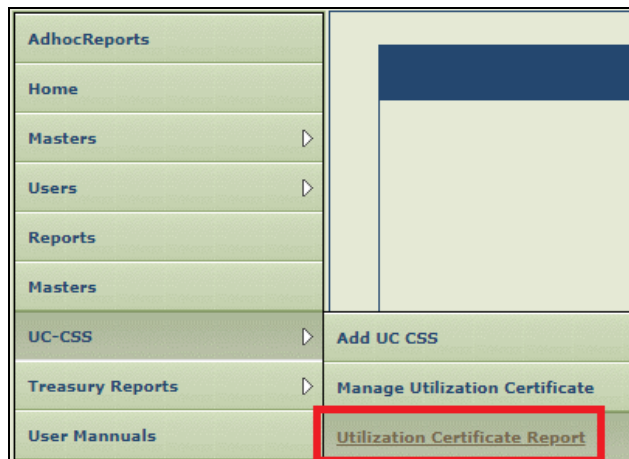 AdhocReports
Home
Masters
Users
Reports
Masters
UC-CSS
Add UC CSS
Treasury Reports
Manage Utilization Certificate
User Mannuals
Utilization Certificate Report